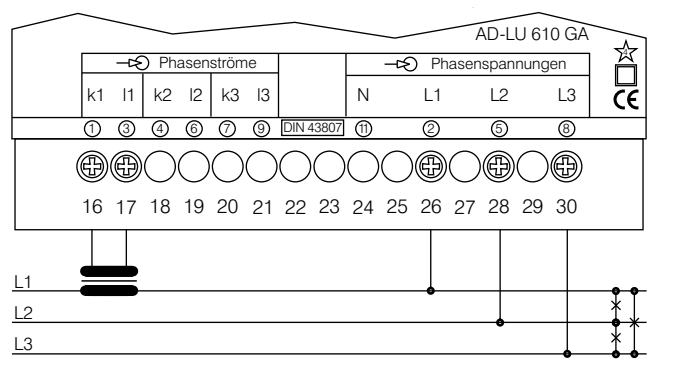 AD-LU 610 GA
Phasenströme Phasenspannungen
k1 l1 k2 l2 k3 l3 N L1 L2 L3
4
CE
1 3 4 6 7 9 DIN 43807 11 2 5 8
16 17 18 19 20 21 22 23 24 25 26 27 28 29 30
L1
L2
L3